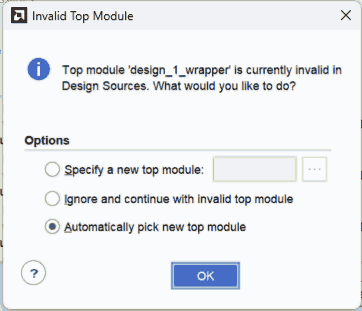 Invalid Top Module
Top module 'design_1_wrapper' is currently invalid in
Design Sources. What would you like to do?
Options
Specify a new top module:
...
Ignore and continue with invalid top module
Automatically pick new top module
?
OK